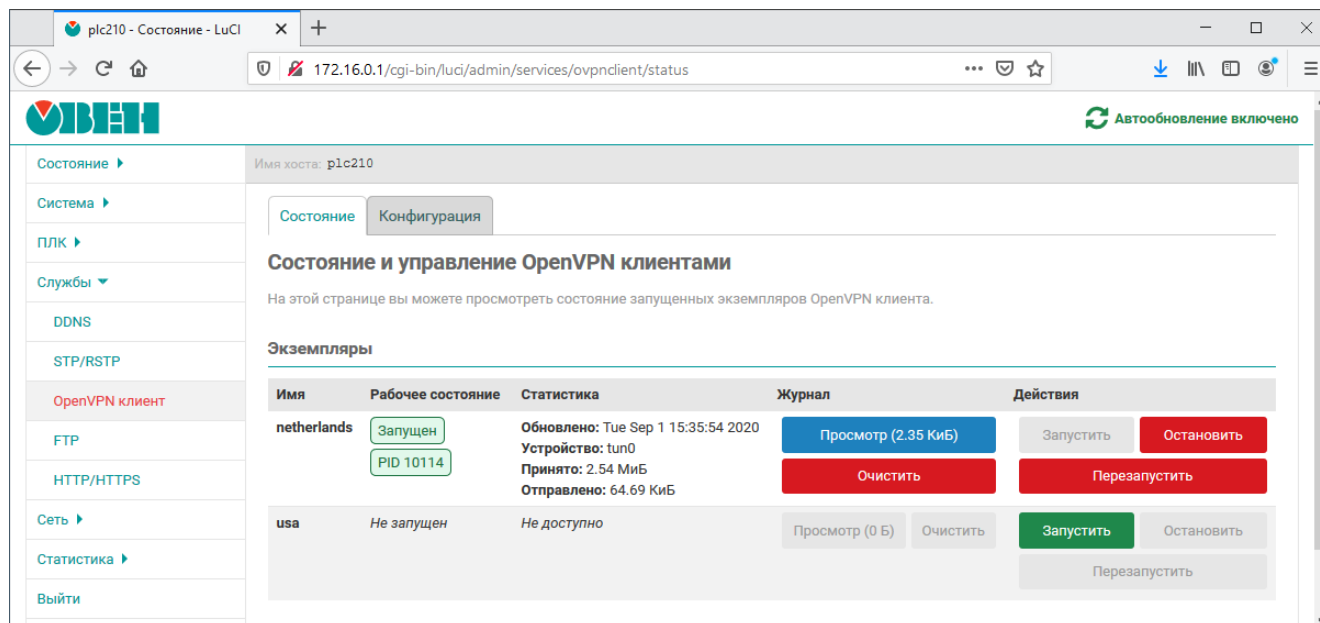 plc210 - Состояние - LuCI
172.16.0.1/cgi-bin/luci/admin/services/ovpnclient/status
ОВЕН
Автообновление включено
Состояние
Имя хоста: plc210
Система
ПЛК
Службы
DDNS
STP/RSTP
OpenVPN клиент
FTP
HTTP/HTTPS
Сеть
Статистика
Выйти
Состояние Конфигурация
Состояние и управление OpenVPN клиентами
На этой странице вы можете просмотреть состояние запущенных экземпляров OpenVPN клиента.
Экземпляры
Имя Рабочее состояние Статистика Журнал Действия
netherlands Запущен Обновлено: Tue Sep 1 15:35:54 2020 Просмотр (2.35 КиБ) Запустить Остановить
Устройство: tun0
PID 10114 Принято: 2.54 МиБ Очистить Перезапустить
Отправлено: 64.69 КиБ
usa Не запущен Не доступно Просмотр (0 Б) Очистить Запустить Остановить
Перезапустить